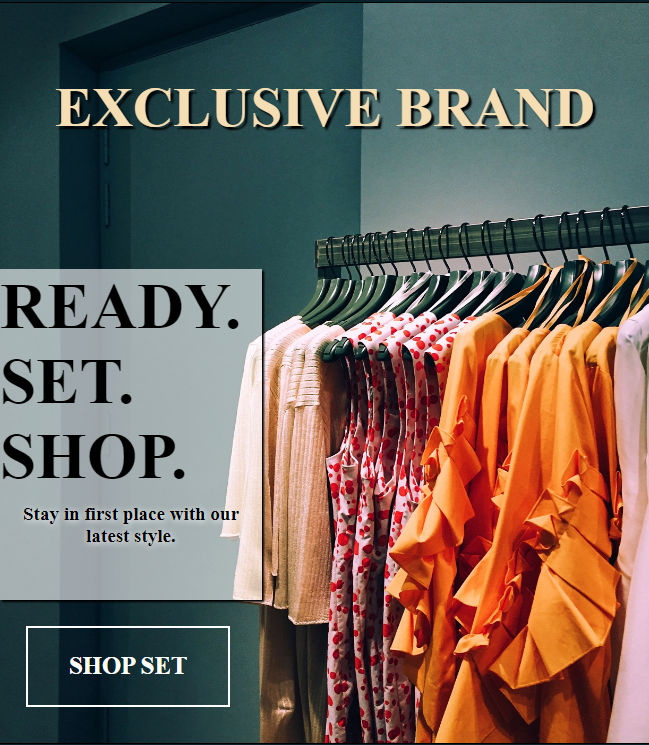 EXCLUSIVE BRAND
READY.
SET.
SHOP.
Stay in first place with our
latest style.
SHOP SET